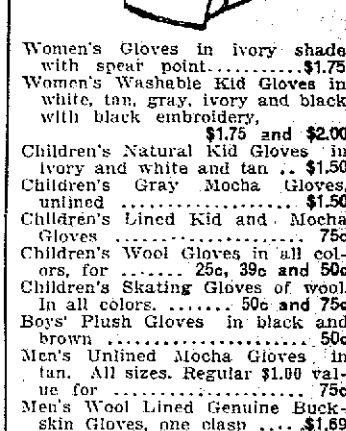 Women's Gloves in ivory shade
with spear point...........$1.75
Women's Washable Kid Gloves in
white, tan, gray, ivory and black
with black embroidery,
$1.75 and $2.00
Children's Natural Kid Gloves in
ivory and white and tan .. $1.50
Children's Gray Mocha Gloves,
unlined ....................$1.50
Children's Lined Kid and Mocha
Gloves ..................... 75c
Children's Wool Gloves in all col-
ors, for ....... 25c, 39c and 50c
Children's Skating Gloves of wool.
In all colors. ....... 50c and 75c
Boys' Plush Gloves in black and
brown ...................... 50c
Men's Unlined Mocha Gloves in
tan. All sizes. Regular $1.00 val-
ue for ..................... 75c
Men's Wool Lined Genuine Buck-
skin Gloves, one clasp .... $1.69